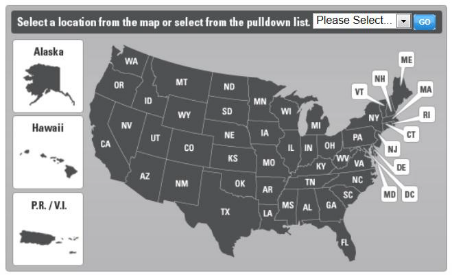 Select a location from the map or select from the pulldown list. Please Select... GO
Alaska
Hawaii
P.R. / V.I.
WA
OR
CA
ID
NV
MT
WY
UT
AZ
CO
NM
ND
SD
NE
KS
OK
TX
MN
IA
MO
AR
LA
WI
IL
MI
IN
OH
KY
TN
MS
AL
GA
FL
SC
NC
VA
WV
PA
NY
VT
NH
ME
MA
RI
CT
NJ
DE
DC
MD